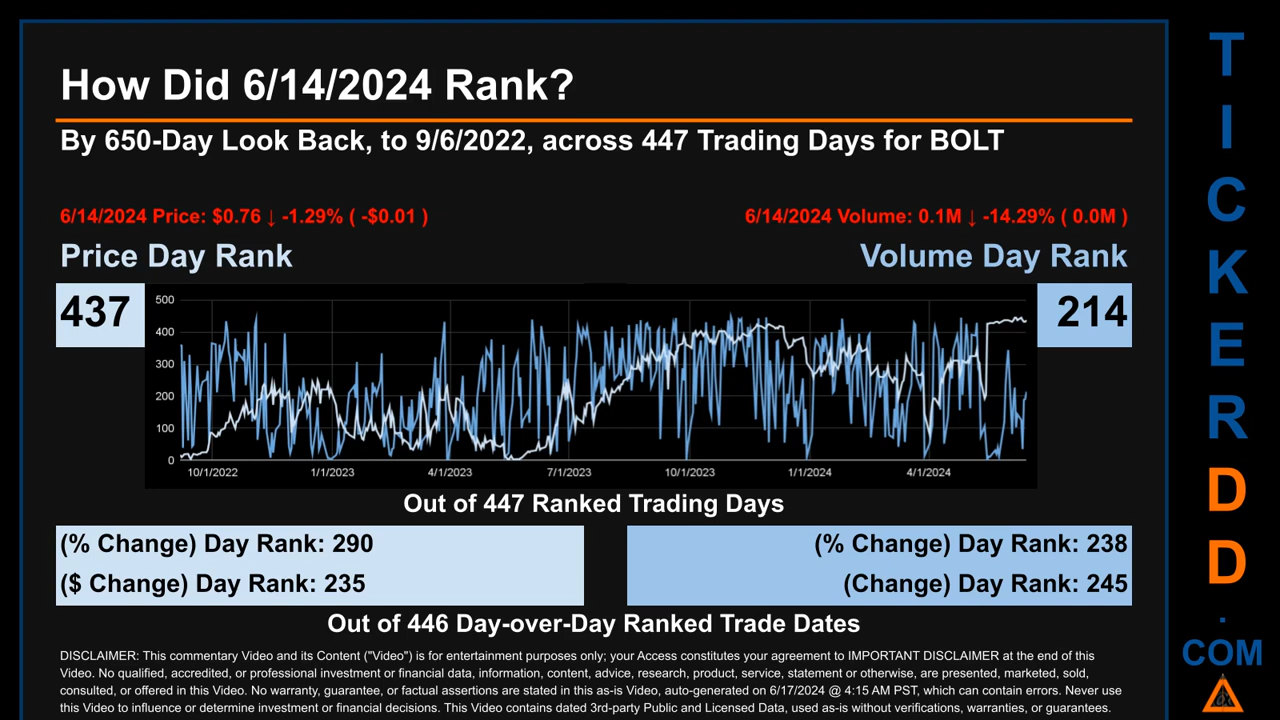 How Did 6/14/2024 Rank?
By 650-Day Look Back, to 9/6/2022, across 447 Trading Days for BOLT
6/14/2024 Price: $0.76 ↓ -1.29% ( -$0.01 )
6/14/2024 Volume: 0.1M ↓ -14.29% ( 0.0M )
Price Day Rank
Volume Day Rank
437
214
500
400
300
200
100
0
10/1/2022
1/1/2023
4/1/2023
7/1/2023
10/1/2023
1/1/2024
4/1/2024
Out of 447 Ranked Trading Days
(% Change) Day Rank: 290
($ Change) Day Rank: 235
(% Change) Day Rank: 238
(Change) Day Rank: 245
Out of 446 Day-over-Day Ranked Trade Dates
DISCLAIMER: This commentary Video and its Content ("Video") is for entertainment purposes only; your Access constitutes your agreement to IMPORTANT DISCLAIMER at the end of this
Video. No qualified, accredited, or professional investment or financial data, information, content, advice, research, product, service, statement or otherwise, are presented, marketed, sold,
consulted, or offered in this Video. No warranty, guarantee, or factual assertions are stated in this as-is Video, auto-generated on 6/17/2024 @ 4:15 AM PST, which can contain errors. Never use
this Video to influence or determine investment or financial decisions. This Video contains dated 3rd-party Public and Licensed Data, used as-is without verifications, warranties, or guarantees.
T
I
C
K
E
R
D
D
.
COM